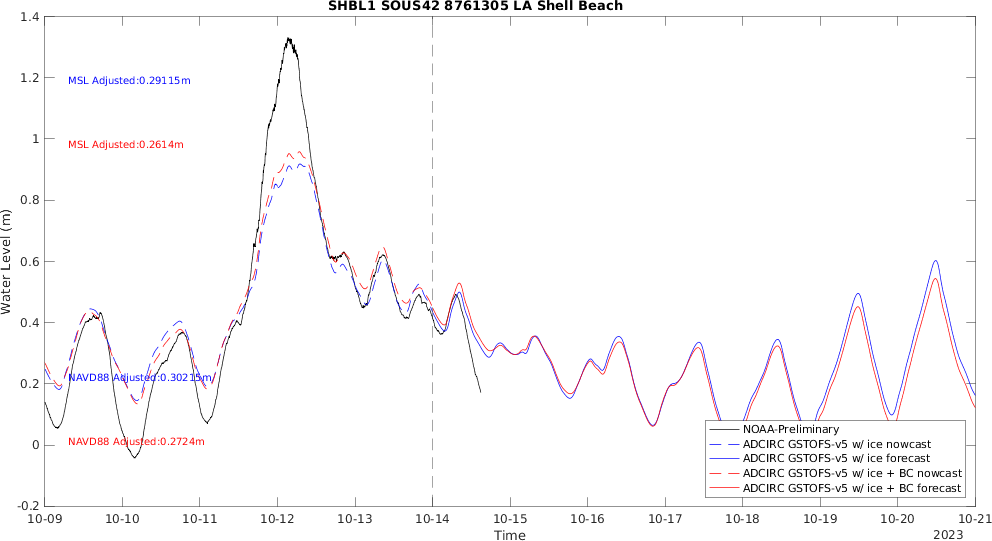 SHBL1 SOUS42 8761305 LA Shell Beach
1.4
1.2
1
0.8
0.6
0.4
0.2
0
-0.2
Water Level (m)
MSL Adjusted:0.29115m
MSL Adjusted:0.2614m
NAVD88 Adjusted:0.30215m
NAVD88 Adjusted:0.2724m
NOAA-Preliminary
ADCIRC GSTOFS-v5 w/ ice nowcast
ADCIRC GSTOFS-v5 w/ ice forecast
ADCIRC GSTOFS-v5 w/ ice + BC nowcast
ADCIRC GSTOFS-v5 w/ ice + BC forecast
10-09 10-10 10-11 10-12 10-13 10-14 10-15 10-16 10-17 10-18 10-19 10-20 10-21
Time
2023